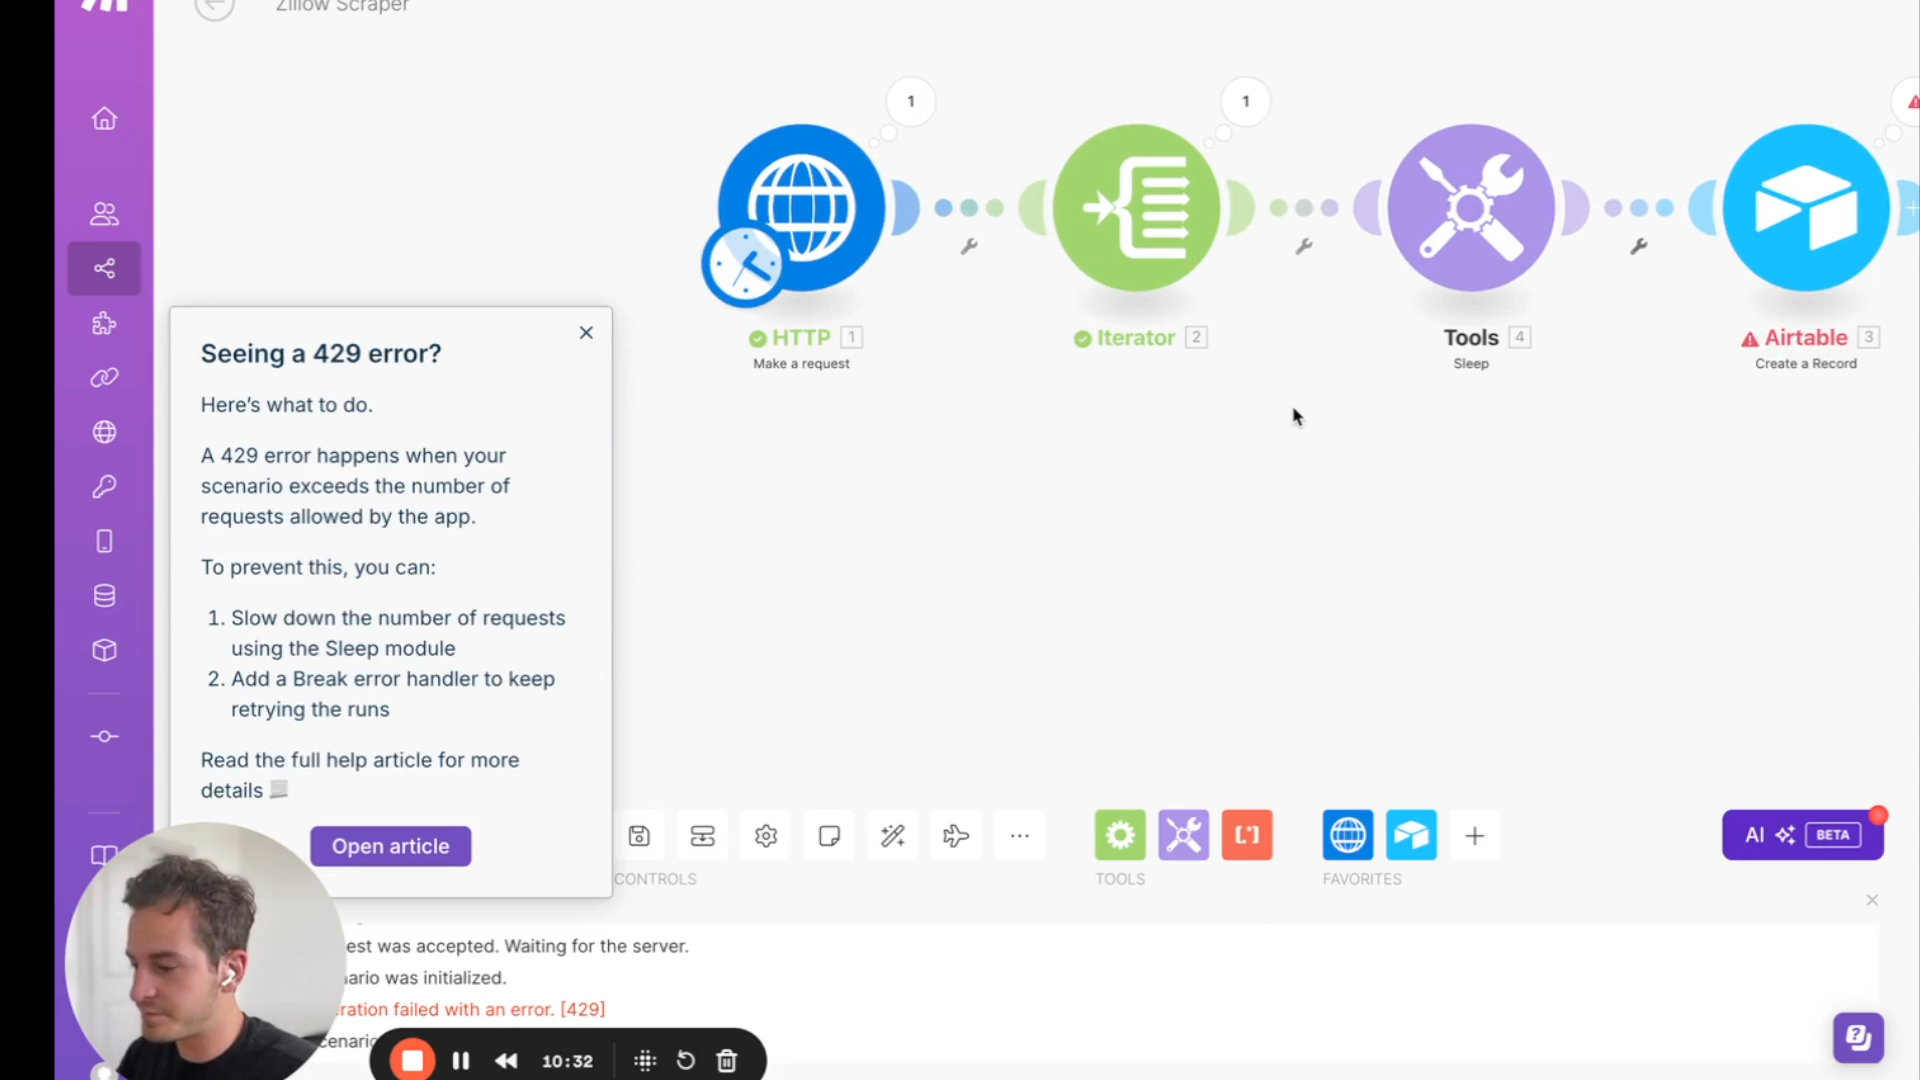 Zillow Scraper
1
1
HTTP 1
Make a request
Iterator 2
Tools 4
Sleep
Airtable 3
Create a Record
Seeing a 429 error?
Here's what to do.
A 429 error happens when your
scenario exceeds the number of
requests allowed by the app.
To prevent this, you can:
1. Slow down the number of requests
using the Sleep module
2. Add a Break error handler to keep
retrying the runs
Read the full help article for more
details
Open article
CONTROLS
TOOLS
FAVORITES
AI BETA
est was accepted. Waiting for the server.
ario was initialized.
eration failed with an error. [429]
cenario
10:32